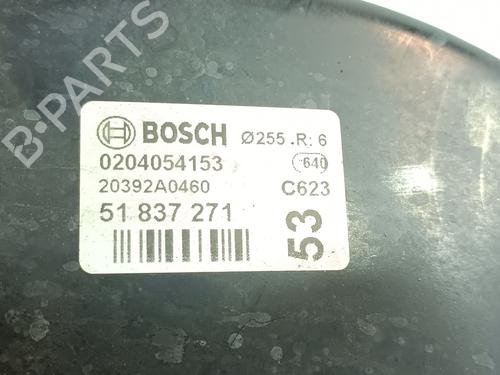 BOSCH Ø255 .R: 6
0204054153 640
20392A0460 C623
51 837 271
53
B-PARTS